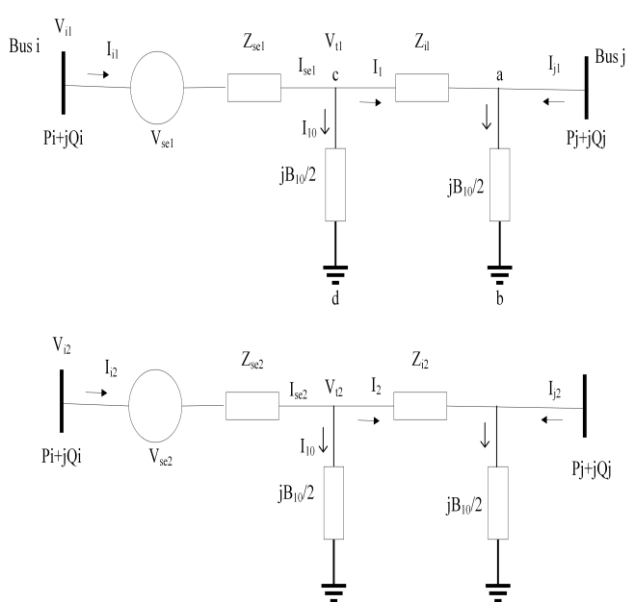 V_i1
Bus i
I_i1
Z_se1
I_se1
V_t1
c
I_1
Z_il
a
I_j1
Bus j
Pi+jQi
V_se1
I_10
Pj+jQj
jB_10/2
jB_10/2
d
b
V_i2
I_i2
Z_se2
I_se2
V_t2
I_2
Z_i2
I_j2
Pi+jQi
V_se2
I_10
Pj+jQj
jB_10/2
jB_10/2